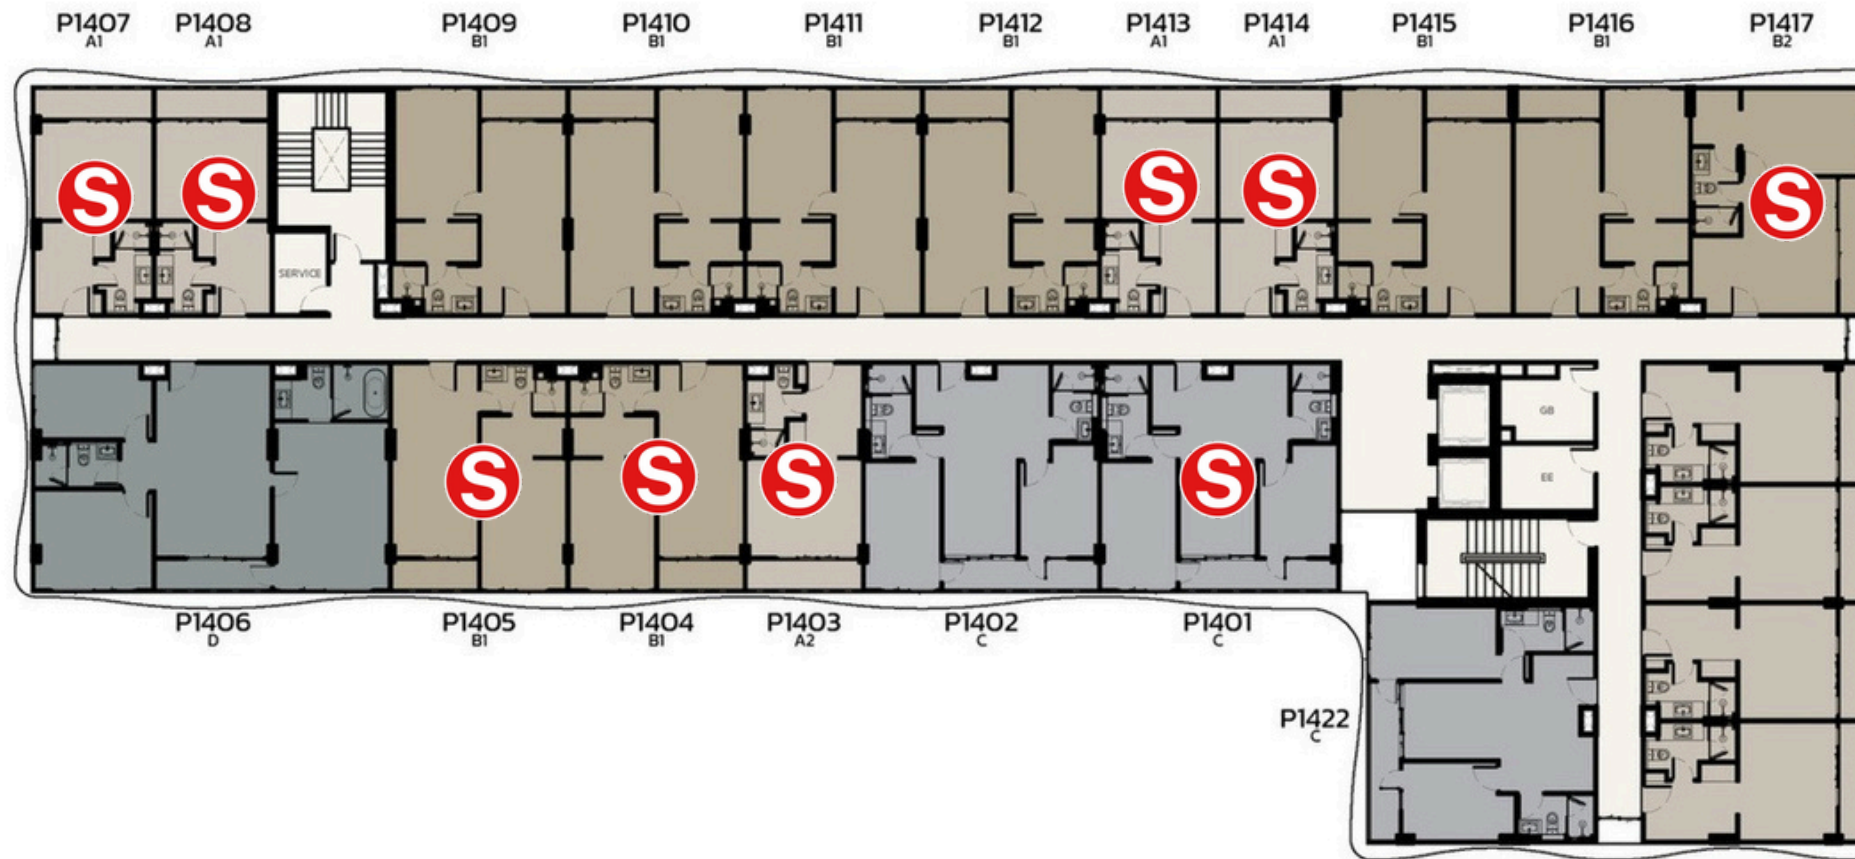 P1407 P1408 P1409 P1410 P1411 P1412 P1413 P1414 P1415 P1416 P1417
A1 A1 B1 B1 B1 B1 A1 A1 B1 B1 B2
S S S S S
SERVICE
GB
S S S S
EE
P1406 P1405 P1404 P1403 P1402 P1401
D B1 B1 A2 C C
P1422
C